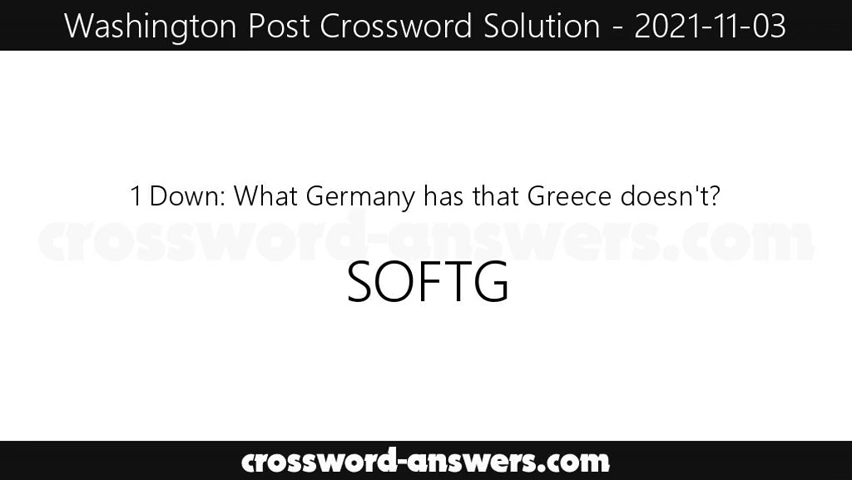 Washington Post Crossword Solution - 2021-11-03
1 Down: What Germany has that Greece doesn't?
crossword-answers.com
SOFTG
crossword-answers.com